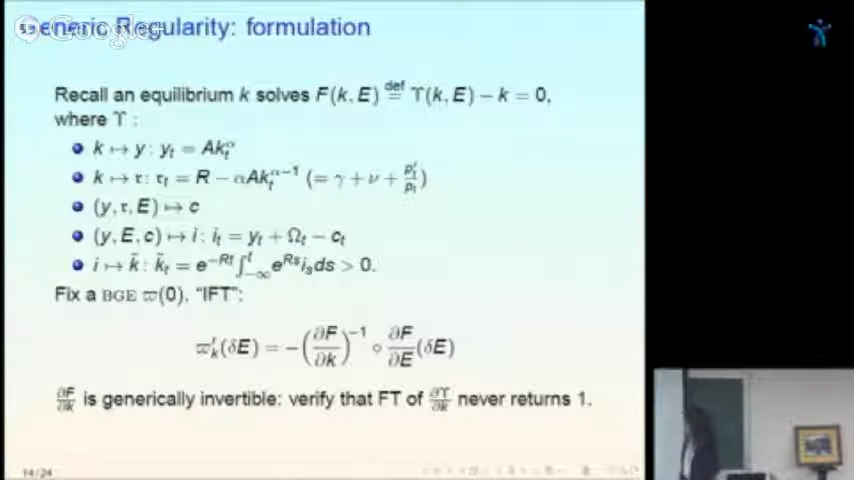 Generic Regularity: formulation
Recall an equilibrium k solves F(k, E) def= Υ(k, E) − k = 0,
where Υ :
k ↦ y : y_t = Ak_t^α
k ↦ r : r_t = R − αAk_t^{α−1} (= γ + ν + p′_t/p_t)
(y, r, E) ↦ c
(y, E, c) ↦ i : i_t = y_t + Ω_t − c_t
i ↦ k̃ : k̃_t = e^{−Rt} ∫_{−∞}^t e^{Rs} i_s ds > 0.
Fix a BGE ϖ(0). "IFT":
ϖ′_k(δE) = −(∂F/∂k)^{−1} ∘ ∂F/∂E (δE)
∂F/∂k is generically invertible: verify that FT of ∂Υ/∂k never returns 1.
14/24